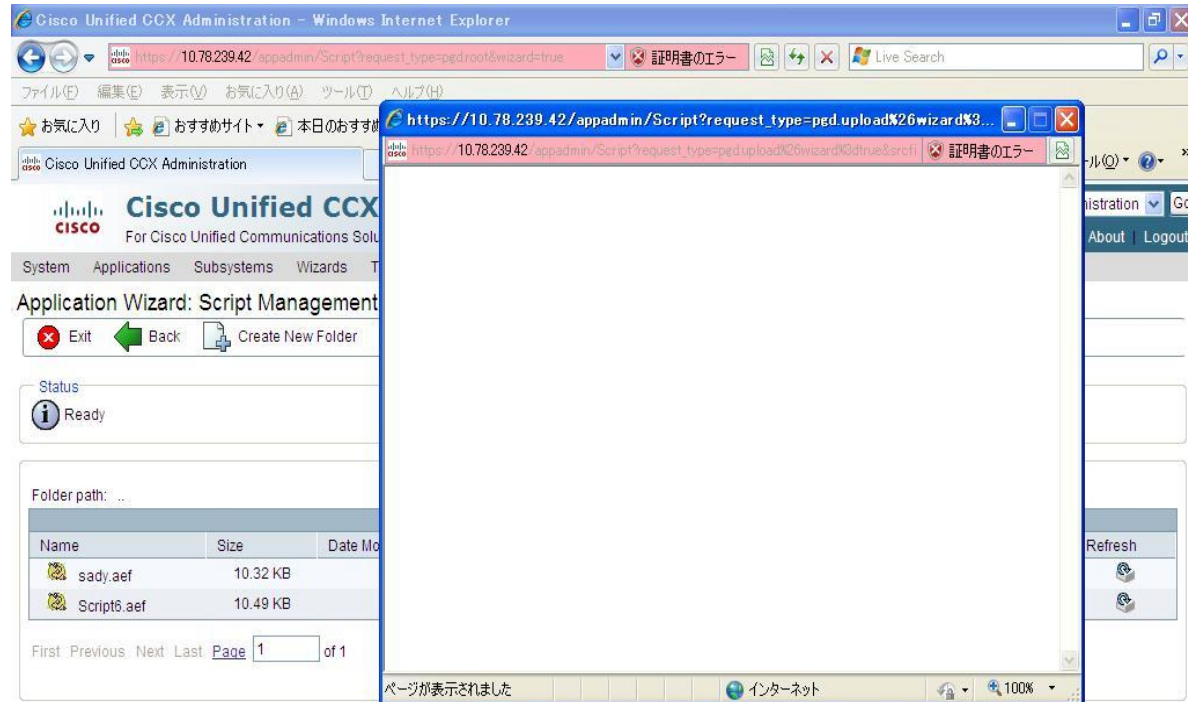 Cisco Unified CCX Administration - Windows Internet Explorer
https://10.78.239.42/appadmin/Script?request_type=pgd.root&wizard=true
証明書のエラー
Live Search
ファイル(F) 編集(E) 表示(V) お気に入り(A) ツール(T) ヘルプ(H)
お気に入り おすすめサイト 本日のおすすめ
Cisco Unified CCX Administration
ール(O)
»
CISCO
Cisco Unified CCX
For Cisco Unified Communications Solu
nistration Go
About | Logout
System Applications Subsystems Wizards T
Application Wizard: Script Management
Exit Back Create New Folder
Status
Ready
Folder path: ..
Name Size Date Mo Refresh
sady.aef 10.32 KB
Script6.aef 10.49 KB
First Previous Next Last Page 1 of 1
https://10.78.239.42/appadmin/Script?request_type=pgd.upload%26wizard%3...
https://10.78.239.42/appadmin/Script?request_type=pgd.upload%26wizard%3dtrue&srcfi
証明書のエラー
ページが表示されました
インターネット
100%